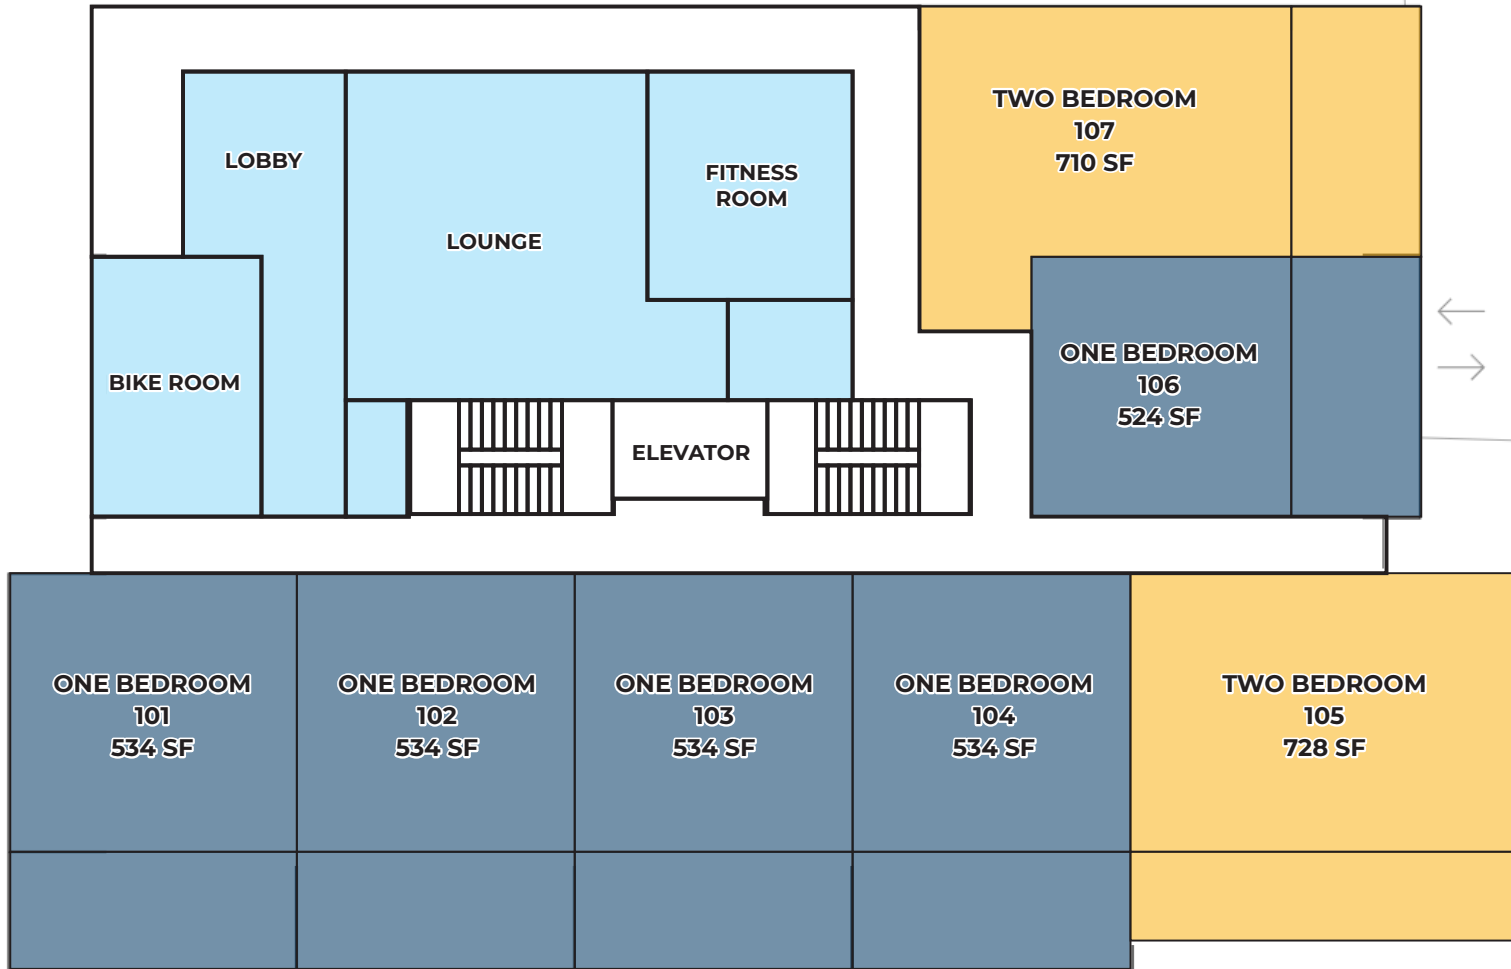 TWO BEDROOM
107
710 SF
LOBBY
FITNESS
ROOM
LOUNGE
ONE BEDROOM
106
524 SF
BIKE ROOM
ELEVATOR
ONE BEDROOM
101
534 SF
ONE BEDROOM
102
534 SF
ONE BEDROOM
103
534 SF
ONE BEDROOM
104
534 SF
TWO BEDROOM
105
728 SF